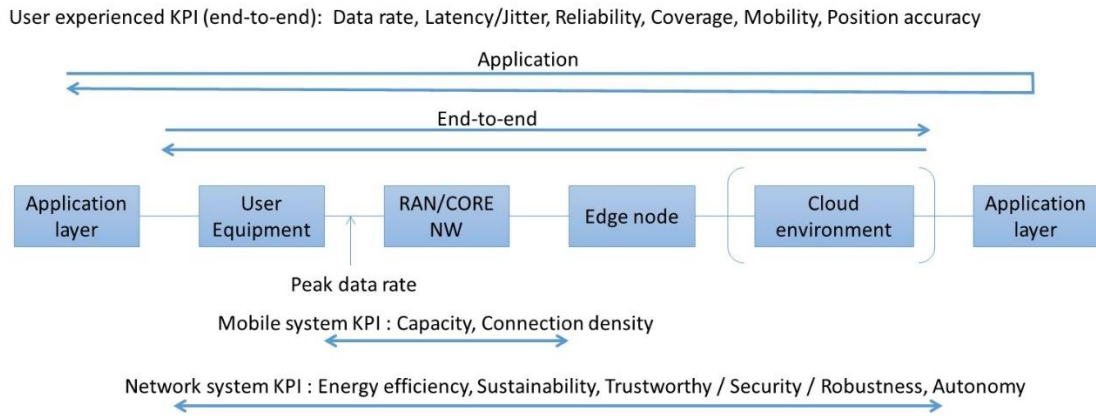 User experienced KPI (end-to-end): Data rate, Latency/Jitter, Reliability, Coverage, Mobility, Position accuracy
Application
End-to-end
Application
layer
User
Equipment
RAN/CORE
NW
Edge node
Cloud
environment
Application
layer
Peak data rate
Mobile system KPI : Capacity, Connection density
Network system KPI : Energy efficiency, Sustainability, Trustworthy / Security / Robustness, Autonomy